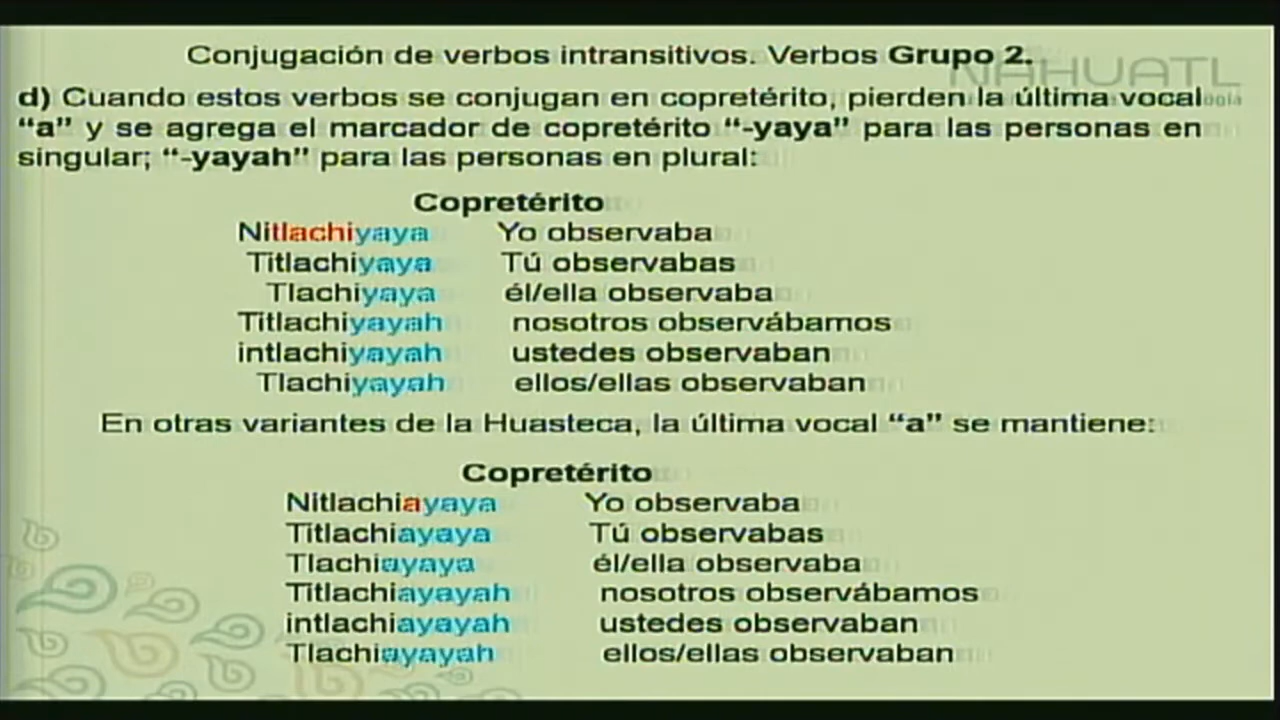 Conjugación de verbos intransitivos. Verbos Grupo 2.
NAHUATL
d) Cuando estos verbos se conjugan en copretérito, pierden la última vocal
“a” y se agrega el marcador de copretérito “-yaya” para las personas en
singular; “-yayah” para las personas en plural:
Copretérito
Nitlachiyaya Yo observaba
Titlachiyaya Tú observabas
Tlachiyaya él/ella observaba
Titlachiyayah nosotros observábamos
intlachiyayah ustedes observaban
Tlachiyayah ellos/ellas observaban
En otras variantes de la Huasteca, la última vocal “a” se mantiene:
Copretérito
Nitlachiayaya Yo observaba
Titlachiayaya Tú observabas
Tlachiayaya él/ella observaba
Titlachiayayah nosotros observábamos
intlachiayayah ustedes observaban
Tlachiayayah ellos/ellas observaban